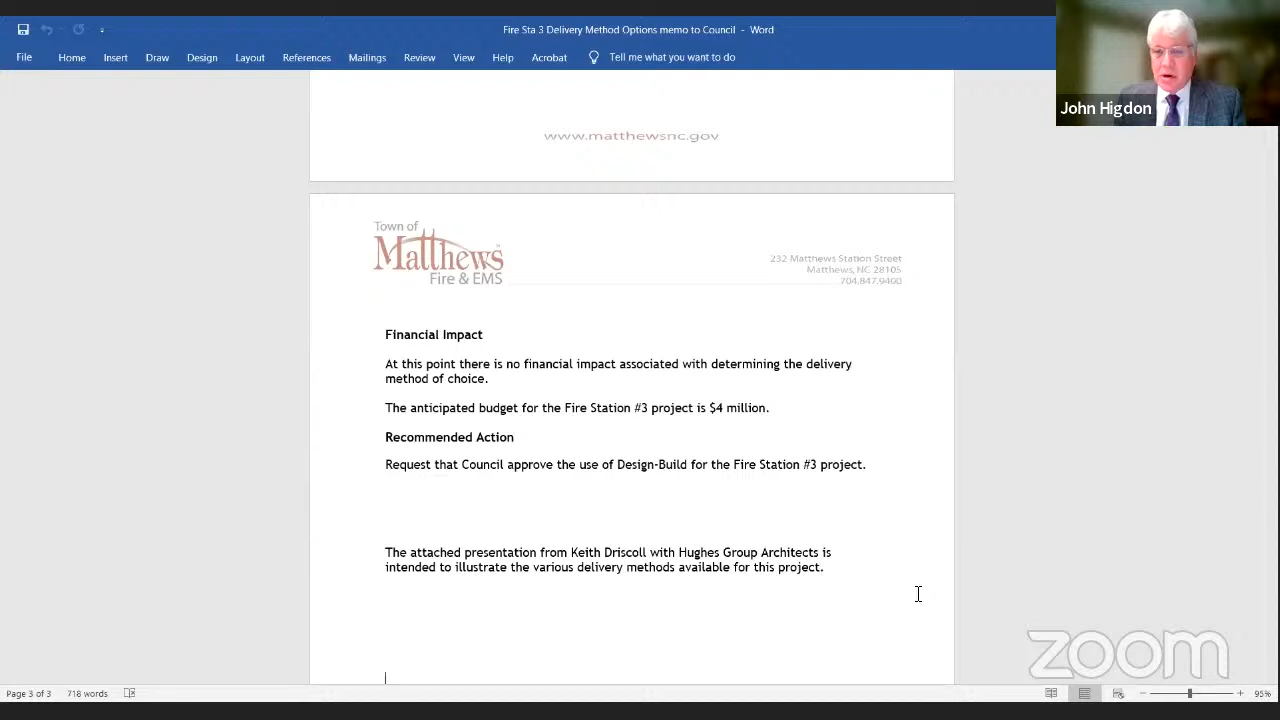 Fire Sta 3 Delivery Method Options memo to Council - Word
File Home Insert Draw Design Layout References Mailings Review View Help Acrobat Tell me what you want to do
John Higdon
www.matthewsnc.gov
Town of
Matthews
Fire & EMS
232 Matthews Station Street
Matthews, NC 28105
704.847.9400
Financial Impact
At this point there is no financial impact associated with determining the delivery
method of choice.
The anticipated budget for the Fire Station #3 project is $4 million.
Recommended Action
Request that Council approve the use of Design-Build for the Fire Station #3 project.
The attached presentation from Keith Driscoll with Hughes Group Architects is
intended to illustrate the various delivery methods available for this project.
zoom
Page 3 of 3 718 words 95%